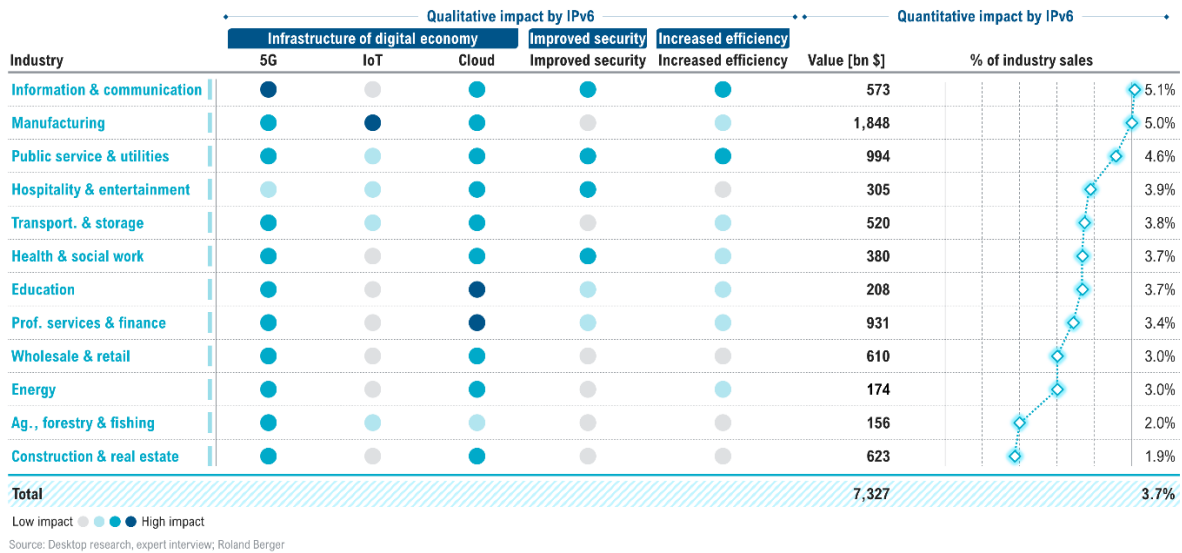 Qualitative impact by IPv6 Quantitative impact by IPv6
Infrastructure of digital economy Improved security Increased efficiency
Industry 5G IoT Cloud Improved security Increased efficiency Value [bn $] % of industry sales
Information & communication 573 5.1%
Manufacturing 1,848 5.0%
Public service & utilities 994 4.6%
Hospitality & entertainment 305 3.9%
Transport. & storage 520 3.8%
Health & social work 380 3.7%
Education 208 3.7%
Prof. services & finance 931 3.4%
Wholesale & retail 610 3.0%
Energy 174 3.0%
Ag., forestry & fishing 156 2.0%
Construction & real estate 623 1.9%
Total 7,327 3.7%
Low impact High impact
Source: Desktop research, expert interview; Roland Berger